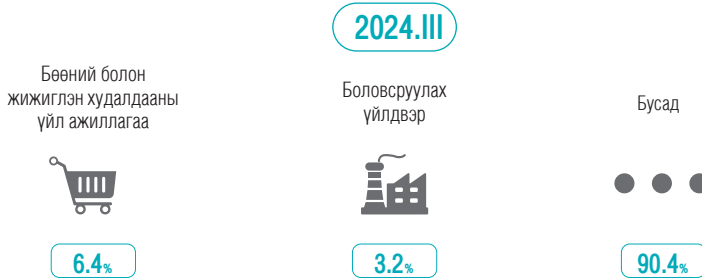 2024.III
Бөөний болон
жижиглэн худалдааны
үйл ажиллагаа
6.4%
Боловсруулах
үйлдвэр
3.2%
Бусад
90.4%